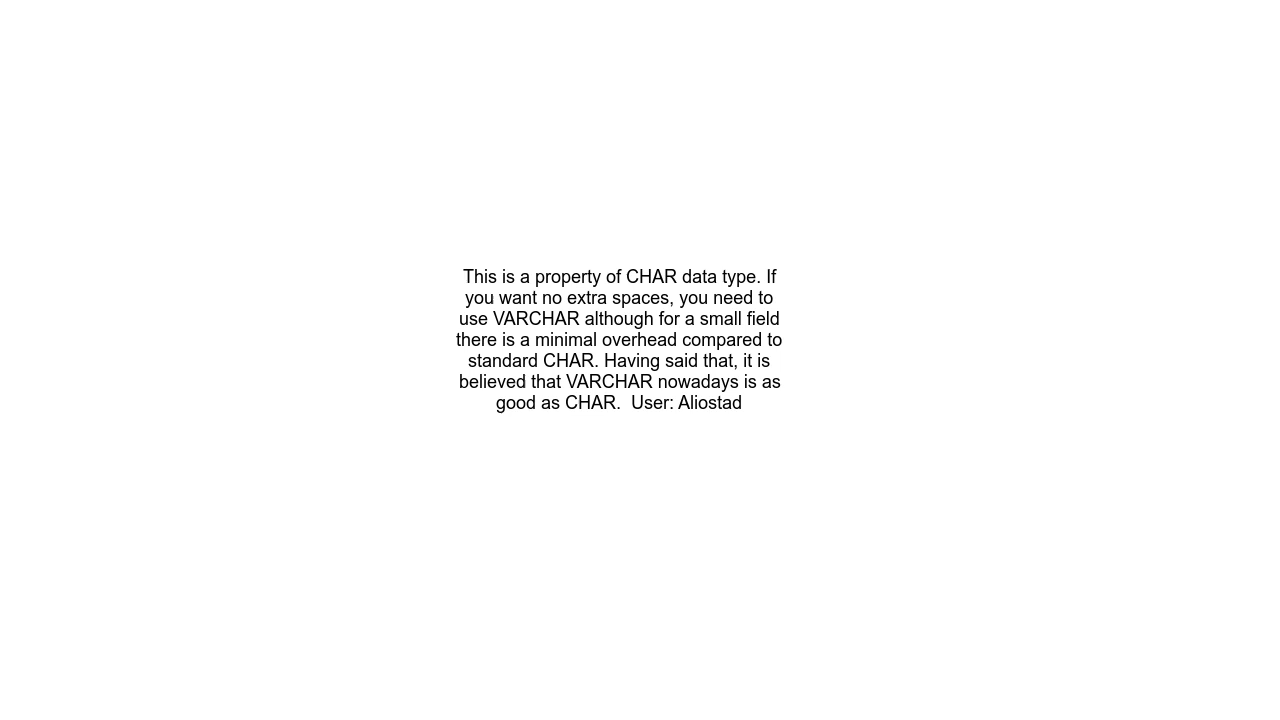 This is a property of CHAR data type. If
you want no extra spaces, you need to
use VARCHAR although for a small field
there is a minimal overhead compared to
standard CHAR. Having said that, it is
believed that VARCHAR nowadays is as
good as CHAR.  User: Aliostad